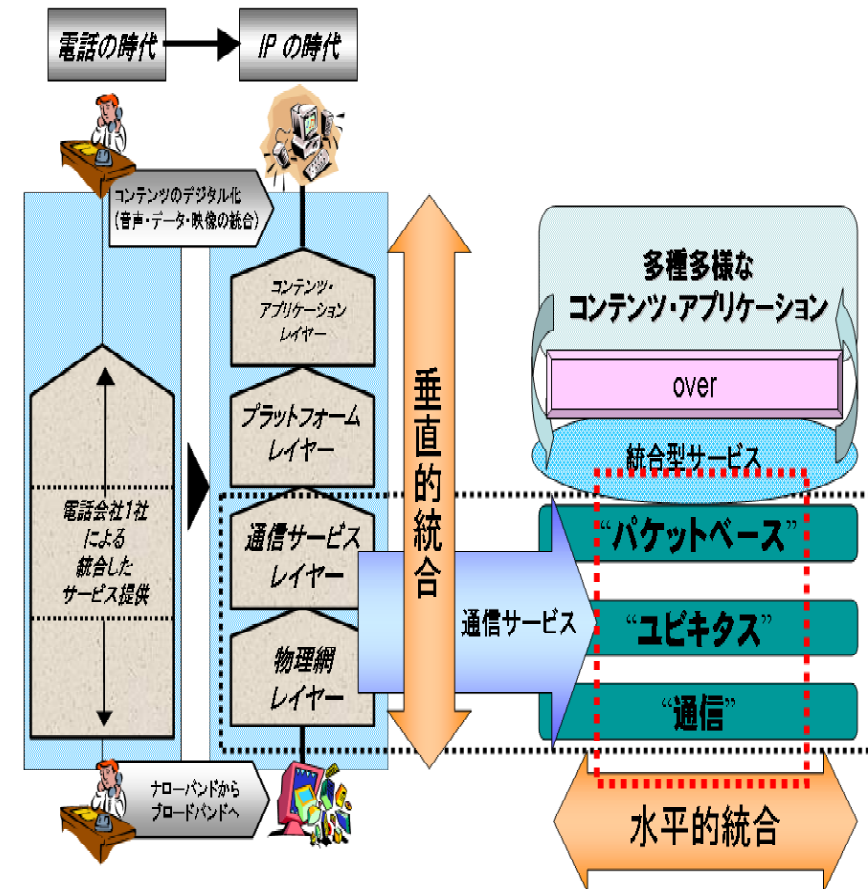 電話の時代
IP の時代
コンテンツのデジタル化
(音声・データ・映像の統合)
コンテンツ・
アプリケーション
レイヤー
プラットフォーム
レイヤー
通信サービス
レイヤー
物理網
レイヤー
電話会社1社
による
統合した
サービス提供
ナローバンドから
ブロードバンドへ
垂直的統合
通信サービス
多種多様な
コンテンツ・アプリケーション
over
統合型サービス
“パケットベース”
“ユビキタス”
“通信”
水平的統合